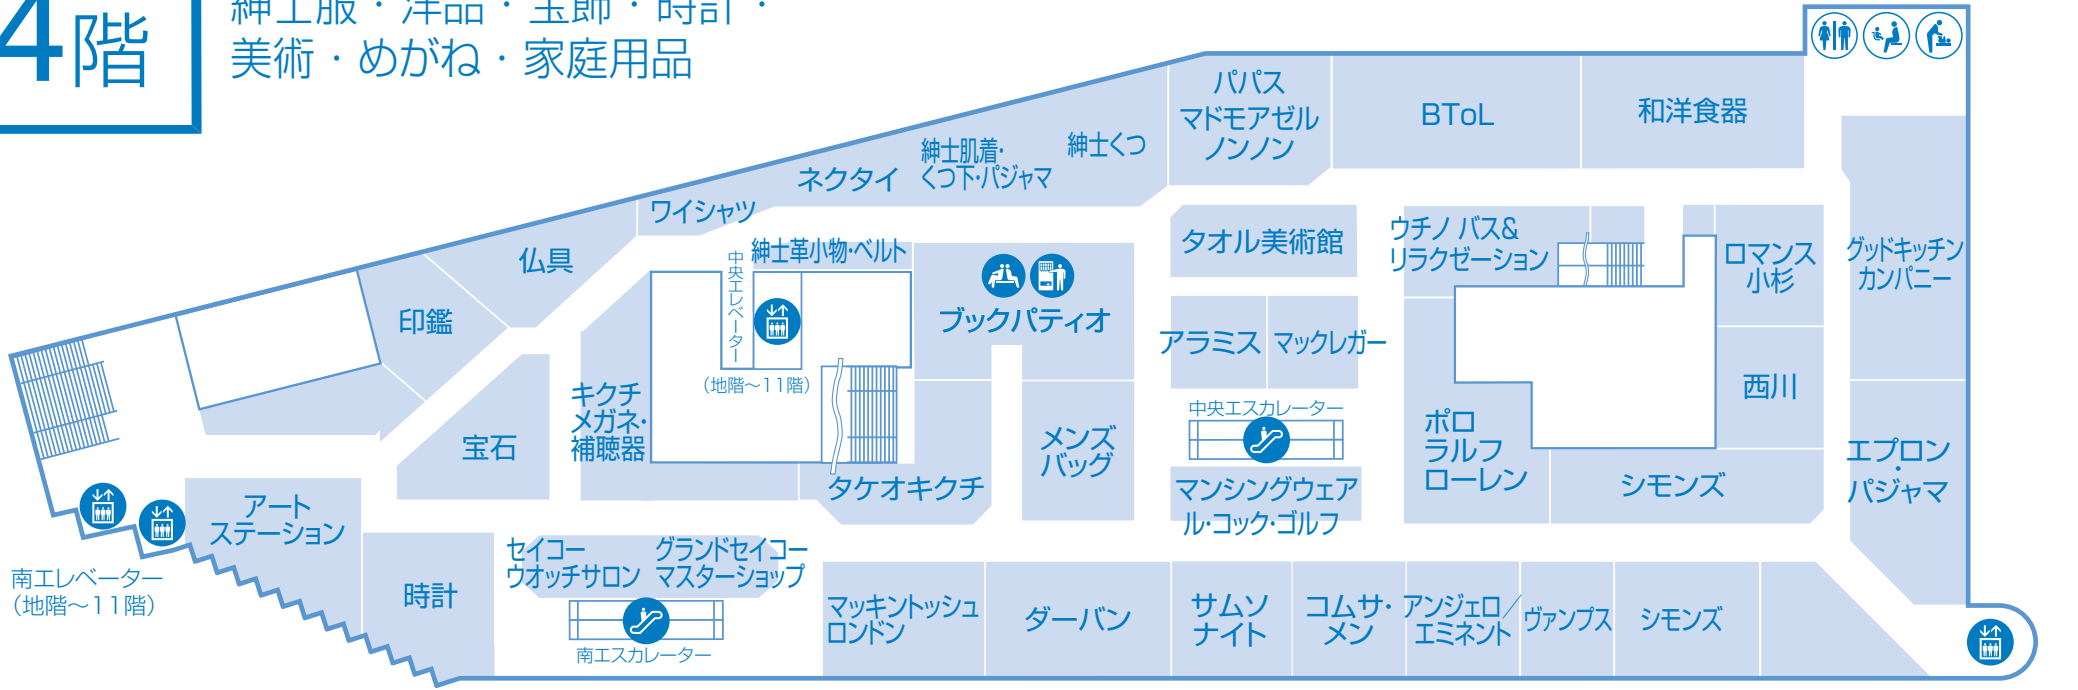 4階
紳士服・洋品・宝飾・時計・
美術・めがね・家庭用品
パパス
マドモアゼル
ノンノン
BToL
和洋食器
紳士くつ
紳士肌着・
くつ下・パジャマ
ネクタイ
ワイシャツ
紳士革小物・ベルト
仏具
印鑑
中央エレベーター
(地階〜11階)
ブックパティオ
タオル美術館
ウチノ バス&
リラクゼーション
ロマンス
小杉
グッドキッチン
カンパニー
アラミス
マックレガー
西川
キクチ
メガネ・
補聴器
宝石
メンズ
バッグ
中央エスカレーター
ポロ
ラルフ
ローレン
シモンズ
エプロン
・
パジャマ
タケオキクチ
マンシングウェア
ル・コック・ゴルフ
アート
ステーション
南エレベーター
(地階〜11階)
時計
セイコー
ウオッチサロン
グランドセイコー
マスターショップ
南エスカレーター
マッキントッシュ
ロンドン
ダーバン
サムソ
ナイト
コムサ・
メン
アンジェロ/
エミネント
ヴァンプス
シモンズ